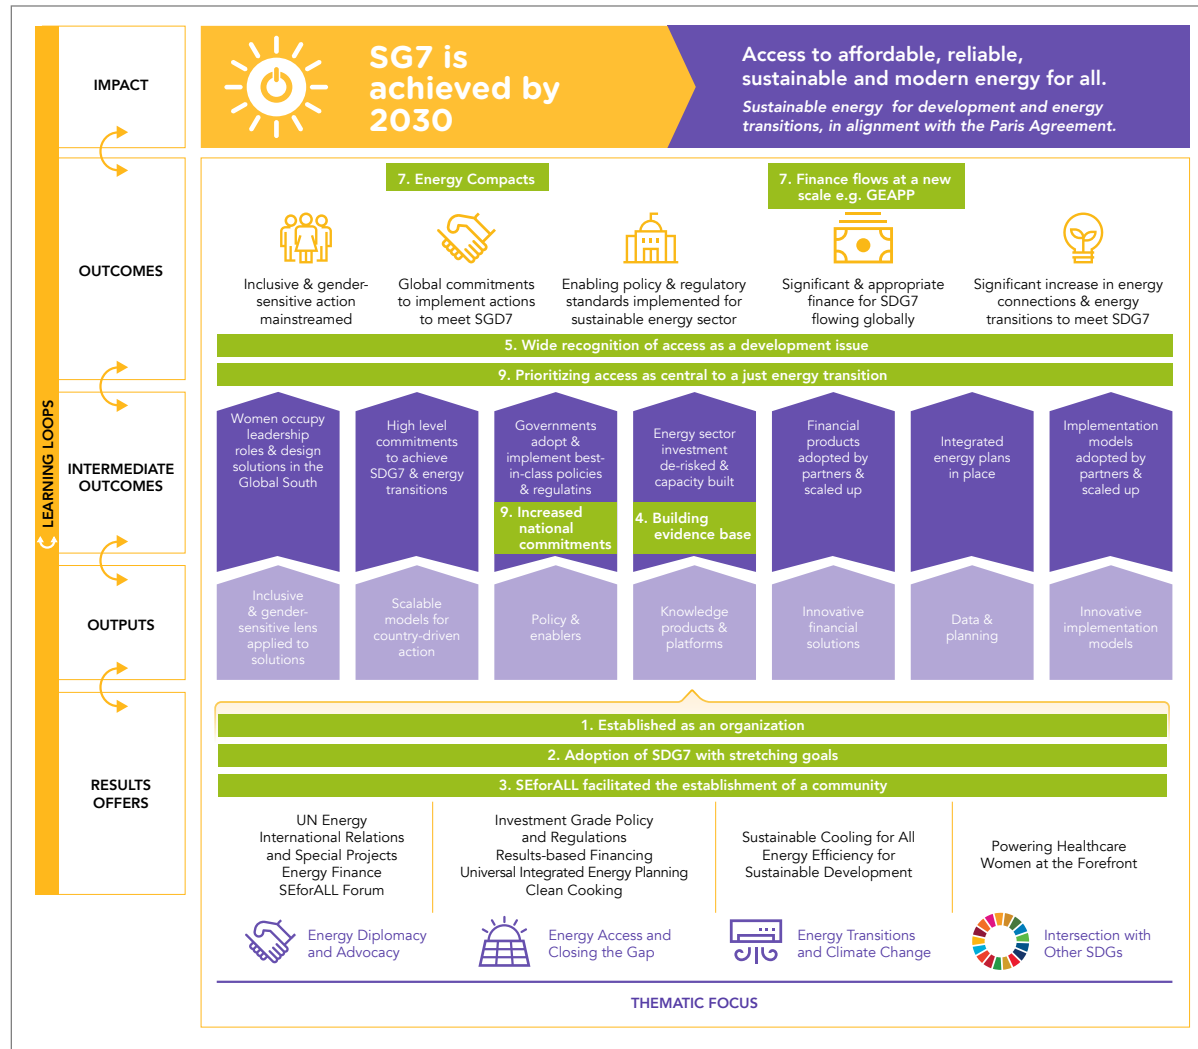 LEARNING LOOPS
IMPACT
SG7 is
achieved by
2030
Access to affordable, reliable,
sustainable and modern energy for all.
Sustainable energy for development and energy
transitions, in alignment with the Paris Agreement.
OUTCOMES
7. Energy Compacts
7. Finance flows at a new
scale e.g. GEAPP
Inclusive & gender-
sensitive action
mainstreamed
Global commitments
to implement actions
to meet SGD7
Enabling policy & regulatory
standards implemented for
sustainable energy sector
Significant & appropriate
finance for SDG7
flowing globally
Significant increase in energy
connections & energy
transitions to meet SDG7
5. Wide recognition of access as a development issue
9. Prioritizing access as central to a just energy transition
INTERMEDIATE
OUTCOMES
Women occupy
leadership
roles & design
solutions in the
Global South
High level
commitments
to achieve
SDG7 & energy
transitions
Governments
adopt &
implement best-
in-class policies
& regulatins
9. Increased
national
commitments
Energy sector
investment
de-risked &
capacity built
4. Building
evidence base
Financial
products
adopted by
partners &
scaled up
Integrated
energy plans
in place
Implementation
models
adopted by
partners &
scaled up
OUTPUTS
Inclusive
& gender-
sensitive lens
applied to
solutions
Scalable
models for
country-driven
action
Policy &
enablers
Knowledge
products &
platforms
Innovative
financial
solutions
Data &
planning
Innovative
implementation
models
RESULTS
OFFERS
1. Established as an organization
2. Adoption of SDG7 with stretching goals
3. SEforALL facilitated the establishment of a community
UN Energy
International Relations
and Special Projects
Energy Finance
SEforALL Forum
Investment Grade Policy
and Regulations
Results-based Financing
Universal Integrated Energy Planning
Clean Cooking
Sustainable Cooling for All
Energy Efficiency for
Sustainable Development
Powering Healthcare
Women at the Forefront
Energy Diplomacy
and Advocacy
Energy Access and
Closing the Gap
Energy Transitions
and Climate Change
Intersection with
Other SDGs
THEMATIC FOCUS